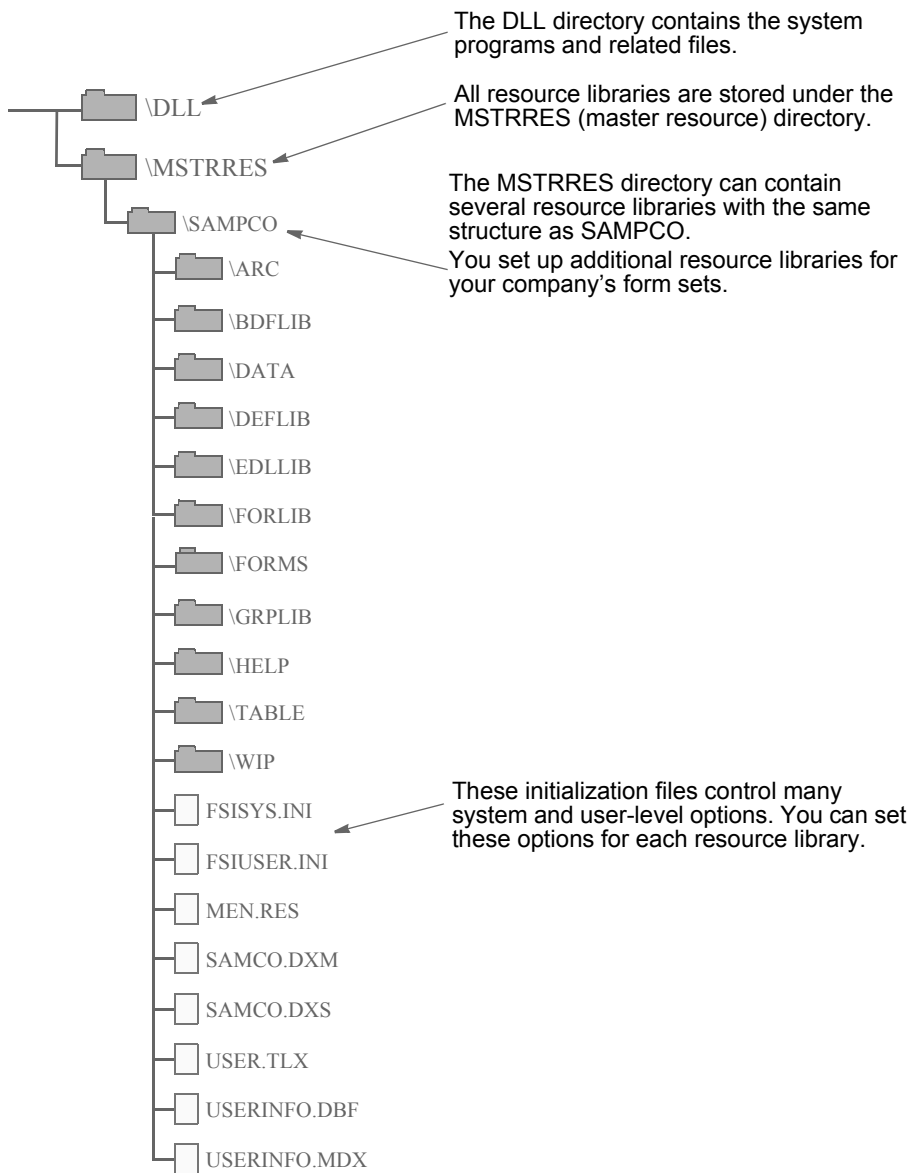 The DLL directory contains the system
programs and related files.
\DLL
All resource libraries are stored under the
MSTRRES (master resource) directory.
\MSTRRES
The MSTRRES directory can contain
several resource libraries with the same
structure as SAMPCO.
\SAMPCO
You set up additional resource libraries for
your company’s form sets.
\ARC
\BDFLIB
\DATA
\DEFLIB
\EDLLIB
\FORLIB
\FORMS
\GRPLIB
\HELP
\TABLE
\WIP
These initialization files control many
system and user-level options. You can set
these options for each resource library.
FSISYS.INI
FSIUSER.INI
MEN.RES
SAMCO.DXM
SAMCO.DXS
USER.TLX
USERINFO.DBF
USERINFO.MDX